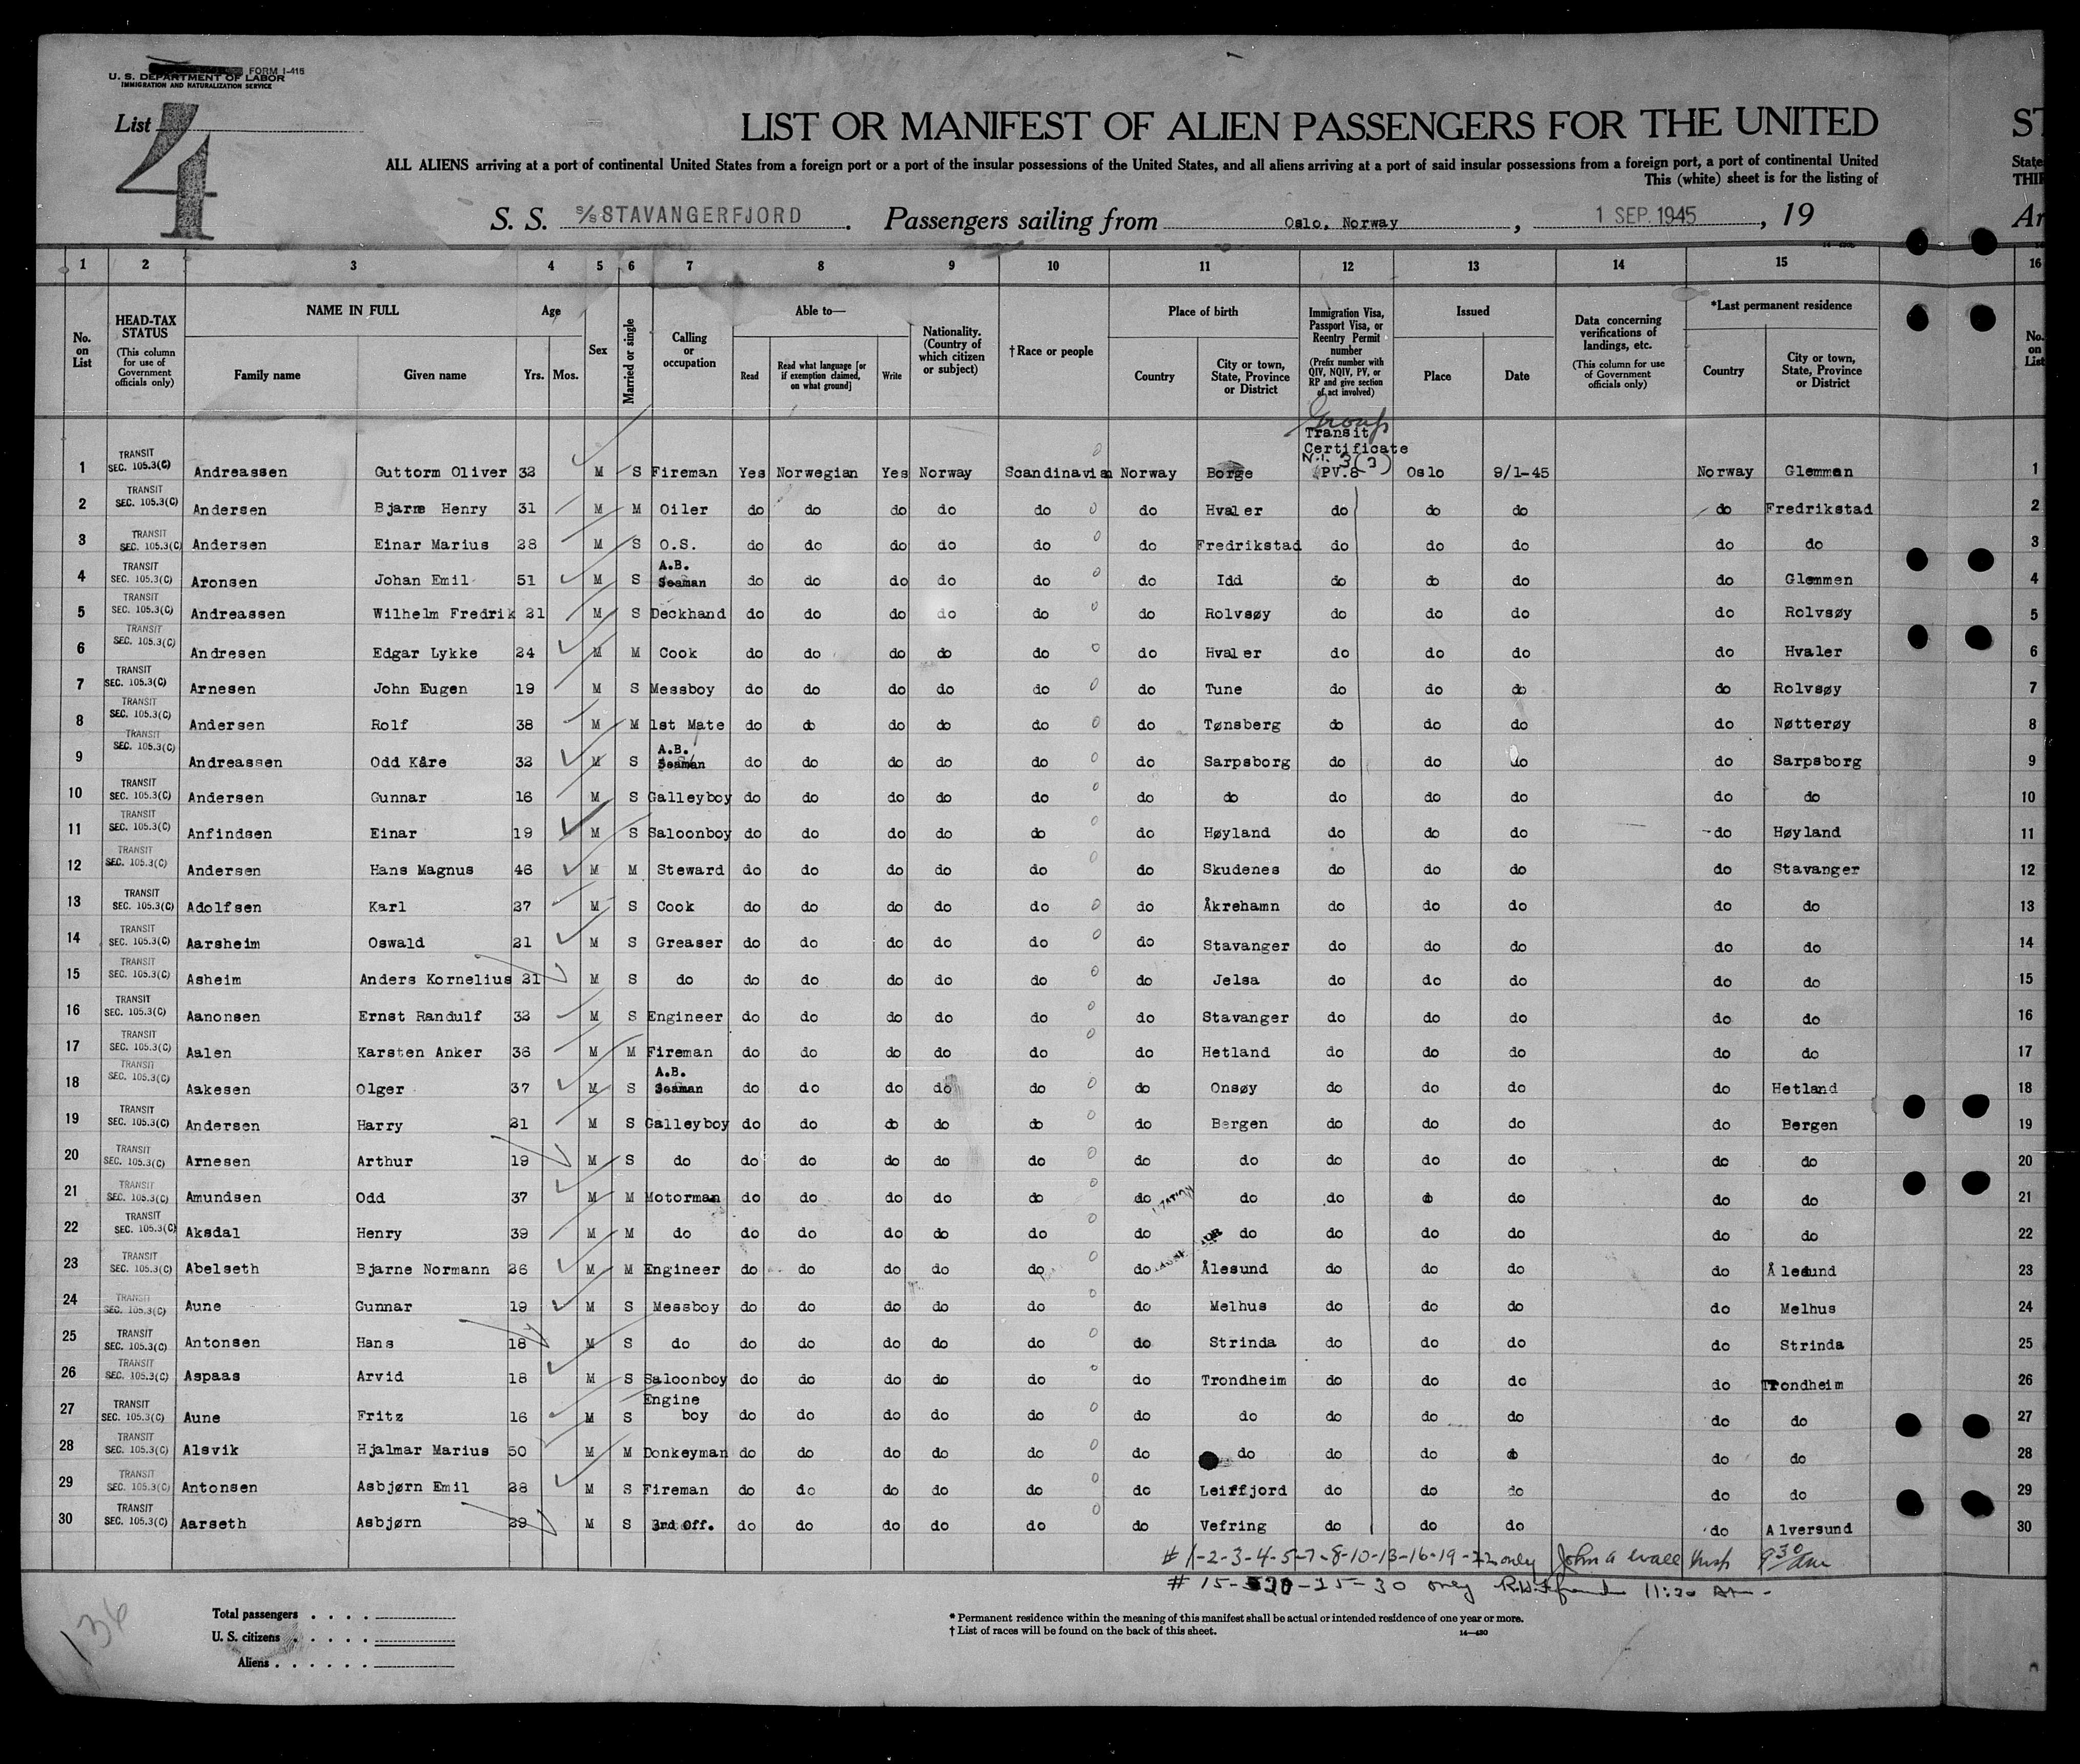 FORM I-415
U. S. DEPARTMENT OF LABOR
IMMIGRATION AND NATURALIZATION SERVICE
List 4
LIST OR MANIFEST OF ALIEN PASSENGERS FOR THE UNITED ST
ALL ALIENS arriving at a port of continental United States from a foreign port or a port of the insular possessions of the United States, and all aliens arriving at a port of said insular possessions from a foreign port, a port of continental United State
This (white) sheet is for the listing of THI
S. S. S/S STAVANGERFJORD. Passengers sailing from Oslo, Norway, 1 SEP. 1945, 19 Ar
1 2 3 4 5 6 7 8 9 10 11 12 13 14 15 16
No. on List HEAD-TAX STATUS (This column for use of Government officials only) NAME IN FULL Family name Given name Age Yrs. Mos. Sex Married or single Calling or occupation Able to— Read Read what language [or if exemption claimed, on what ground] Write Nationality. (Country of which citizen or subject) † Race or people Place of birth Country City or town, State, Province or District Immigration Visa, Passport Visa, or Reentry Permit number (Prefix number with QIV, NQIV, PV, or RP and give section of act involved) Issued Place Date Data concerning verifications of landings, etc. (This column for use of Government officials only) *Last permanent residence Country City or town, State, Province or District No. on List
Group
Transit
Certificate
1 TRANSIT SEC. 105.3(C) Andreassen Guttorm Oliver 33 M S Fireman Yes Norwegian Yes Norway Scandinavian Norway Borge PV.8 3(3) Oslo 9/1-45 Norway Glemmen 1
2 TRANSIT SEC. 105.3(C) Andersen Bjarne Henry 31 M M Oiler do do do do do do Hvaler do do do do Fredrikstad 2
3 TRANSIT SEC. 105.3(C) Andersen Einar Marius 28 M S O.S. do do do do do do Fredrikstad do do do do do 3
4 TRANSIT SEC. 105.3(C) Aronsen Johan Emil 51 M S A.B. Seaman do do do do do do Idd do do do do Glemmen 4
5 TRANSIT SEC. 105.3(C) Andreassen Wilhelm Fredrik 21 M S Deckhand do do do do do do Rolvsøy do do do do Rolvsøy 5
6 TRANSIT SEC. 105.3(C) Andresen Edgar Lykke 24 M M Cook do do do do do do Hvaler do do do do Hvaler 6
7 TRANSIT SEC. 105.3(C) Arnesen John Eugen 19 M S Messboy do do do do do do Tune do do do do Rolvsøy 7
8 TRANSIT SEC. 105.3(C) Andersen Rolf 38 M M 1st Mate do do do do do do Tønsberg do do do do Nøtterøy 8
9 TRANSIT SEC. 105.3(C) Andreassen Odd Kåre 33 M S A.B. Seaman do do do do do do Sarpsborg do do do do Sarpsborg 9
10 TRANSIT SEC. 105.3(C) Andersen Gunnar 16 M S Galleyboy do do do do do do do do do do do do 10
11 TRANSIT SEC. 105.3(C) Anfindsen Einar 19 M S Saloonboy do do do do do do Høyland do do do do Høyland 11
12 TRANSIT SEC. 105.3(C) Andersen Hans Magnus 46 M M Steward do do do do do do Skudenes do do do do Stavanger 12
13 TRANSIT SEC. 105.3(C) Adolfsen Karl 27 M S Cook do do do do do do Åkrehamn do do do do do 13
14 TRANSIT SEC. 105.3(C) Aarsheim Oswald 21 M S Greaser do do do do do do Stavanger do do do do do 14
15 TRANSIT SEC. 105.3(C) Asheim Anders Kornelius 21 M S do do do do do do do Jelsa do do do do do 15
16 TRANSIT SEC. 105.3(C) Aanonsen Ernst Randulf 33 M S Engineer do do do do do do Stavanger do do do do do 16
17 TRANSIT SEC. 105.3(C) Aalen Karsten Anker 36 M M Fireman do do do do do do Hetland do do do do do 17
18 TRANSIT SEC. 105.3(C) Aakesen Olger 37 M S A.B. Seaman do do do do do do Onsøy do do do do Hetland 18
19 TRANSIT SEC. 105.3(C) Andersen Harry 21 M S Galleyboy do do do do do do Bergen do do do do Bergen 19
20 TRANSIT SEC. 105.3(C) Arnesen Arthur 19 M S do do do do do do do do do do do do do 20
21 TRANSIT SEC. 105.3(C) Amundsen Odd 37 M M Motorman do do do do do do do do do do do do 21
22 TRANSIT SEC. 105.3(C) Aksdal Henry 39 M M do do do do do do do do do do do do do 22
23 TRANSIT SEC. 105.3(C) Abelseth Bjarne Normann 26 M M Engineer do do do do do do Ålesund do do do do Ålesund 23
24 TRANSIT SEC. 105.3(C) Aune Gunnar 19 M S Messboy do do do do do do Melhus do do do do Melhus 24
25 TRANSIT SEC. 105.3(C) Antonsen Hans 18 M S do do do do do do do Strinda do do do do Strinda 25
26 TRANSIT SEC. 105.3(C) Aspaas Arvid 18 M S Saloonboy do do do do do do Trondheim do do do do Trondheim 26
27 TRANSIT SEC. 105.3(C) Aune Fritz 16 M S Engine boy do do do do do do do do do do do do 27
28 TRANSIT SEC. 105.3(C) Alsvik Hjalmar Marius 50 M M Donkeyman do do do do do do do do do do do do 28
29 TRANSIT SEC. 105.3(C) Antonsen Asbjørn Emil 28 M S Fireman do do do do do do Leiffjord do do do do do 29
30 TRANSIT SEC. 105.3(C) Aarseth Asbjørn 29 M S 3rd Off. do do do do do do Vefring do do do do Alversund 30
# 1-2-3-4-5-7-8-10-13-16-19-22 only John A Wall Insp 9 30 am
# 15-20-25-30 only 11:20 AM
136
Total passengers . . . .
U. S. citizens . . . . .
Aliens . . . . . .
* Permanent residence within the meaning of this manifest shall be actual or intended residence of one year or more.
† List of races will be found on the back of this sheet.
14—430